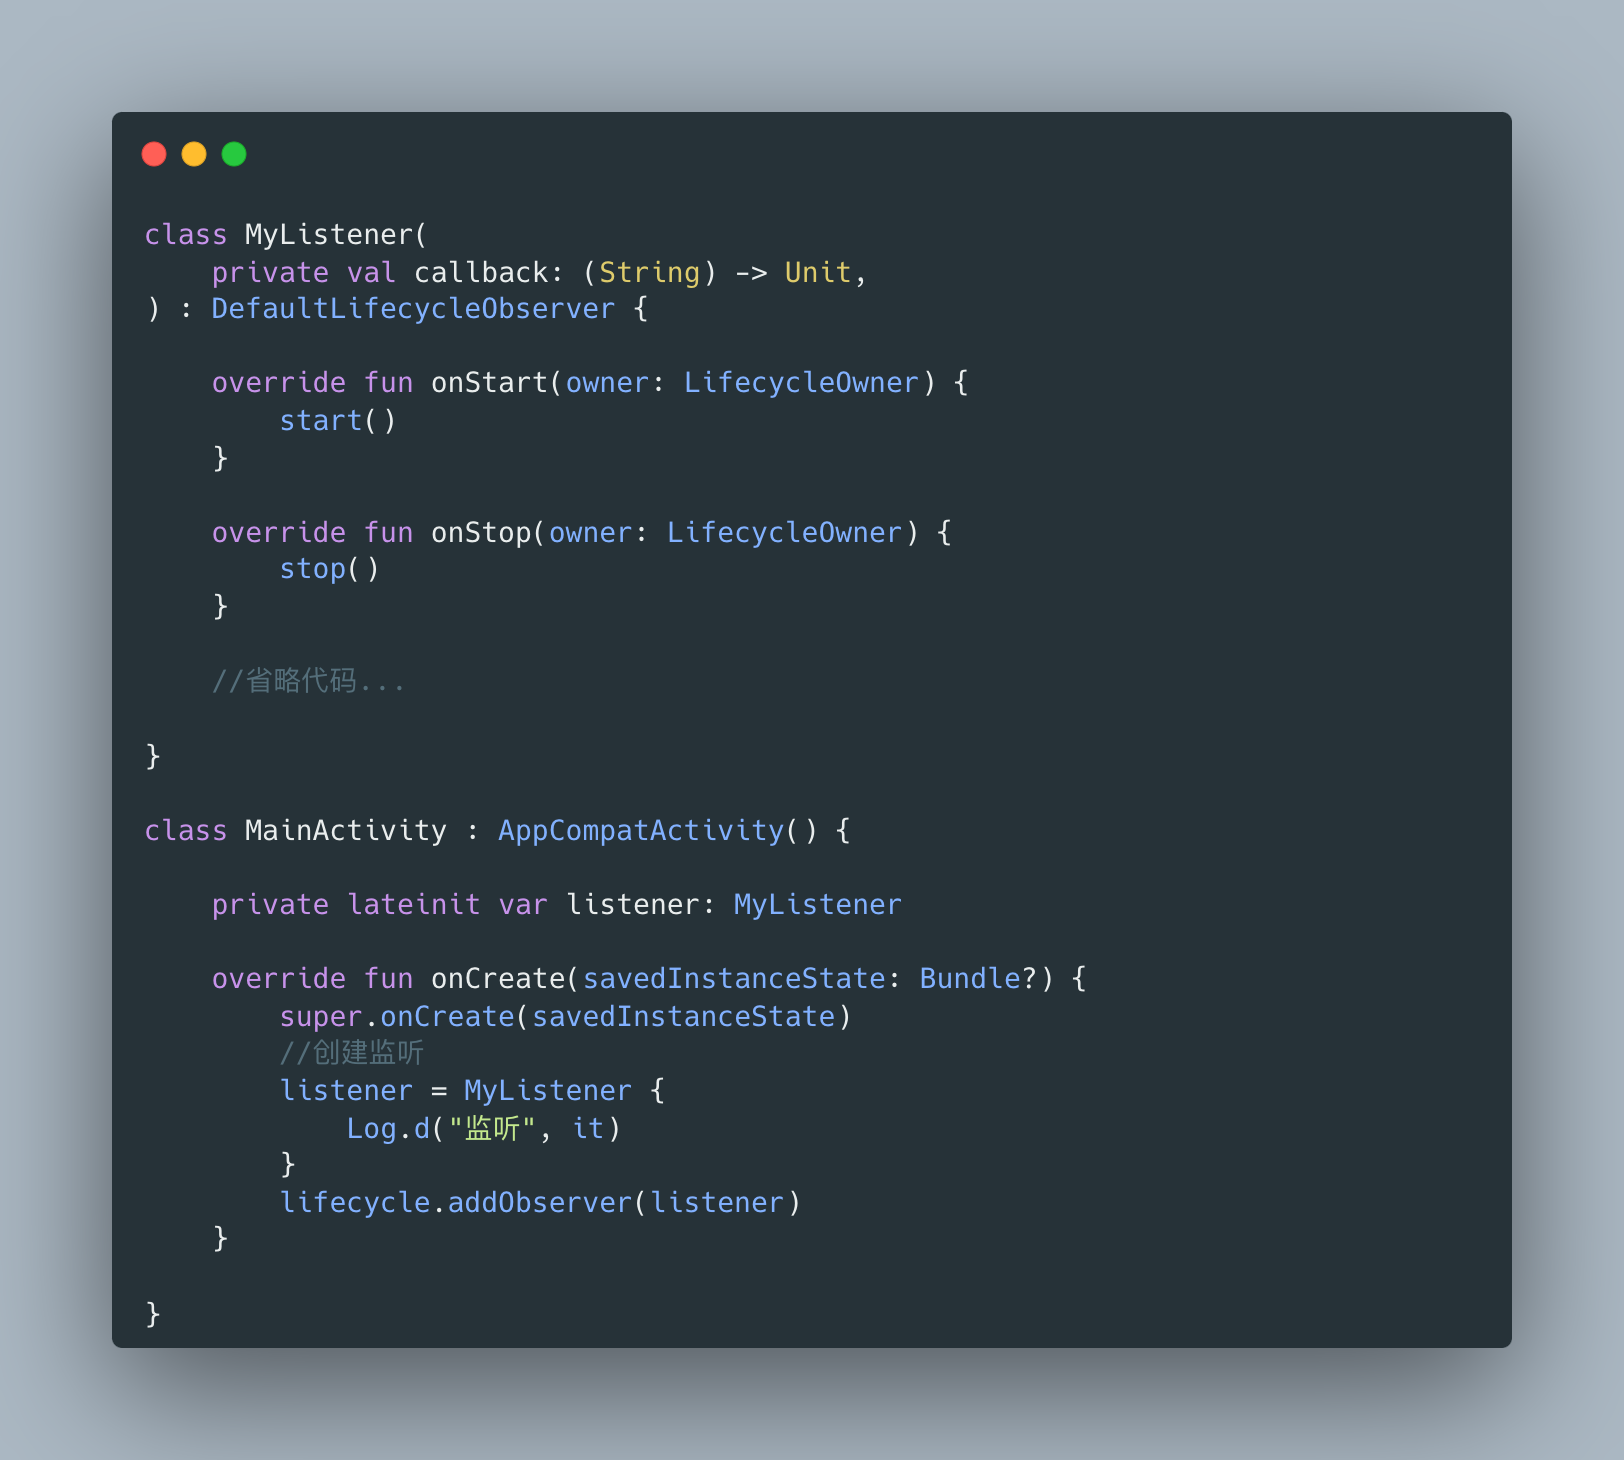 class MyListener(
    private val callback: (String) -> Unit,
) : DefaultLifecycleObserver {
    override fun onStart(owner: LifecycleOwner) {
        start()
    }
    override fun onStop(owner: LifecycleOwner) {
        stop()
    }
    //省略代码...
}
class MainActivity : AppCompatActivity() {
    private lateinit var listener: MyListener
    override fun onCreate(savedInstanceState: Bundle?) {
        super.onCreate(savedInstanceState)
        //创建监听
        listener = MyListener {
            Log.d("监听", it)
        }
        lifecycle.addObserver(listener)
    }
}